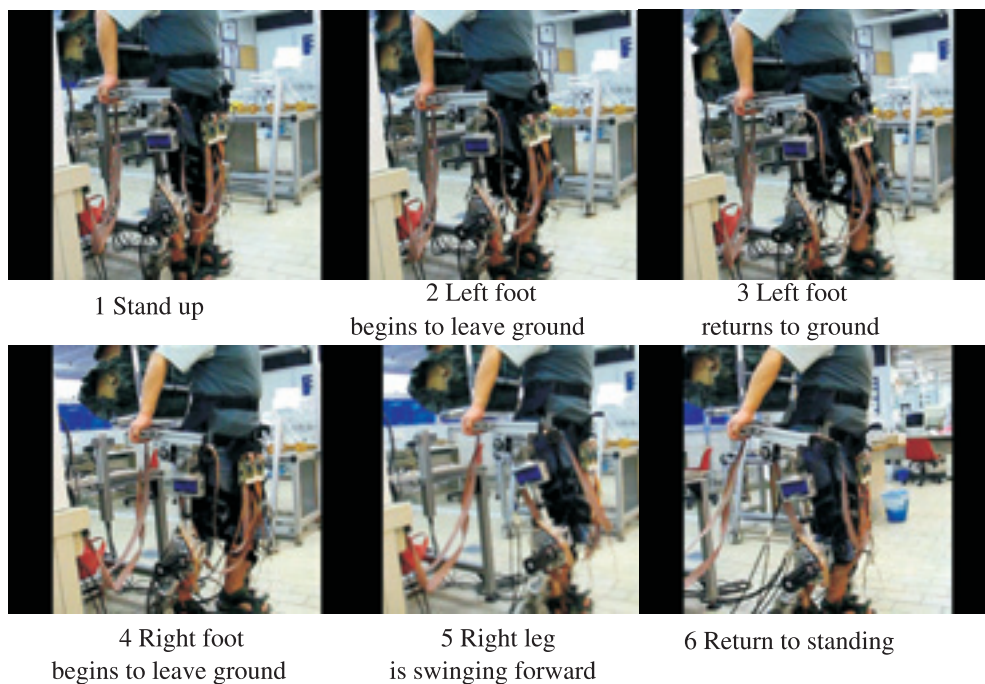 1 Stand up
2 Left foot
begins to leave ground
3 Left foot
returns to ground
4 Right foot
begins to leave ground
5 Right leg
is swinging forward
6 Return to standing